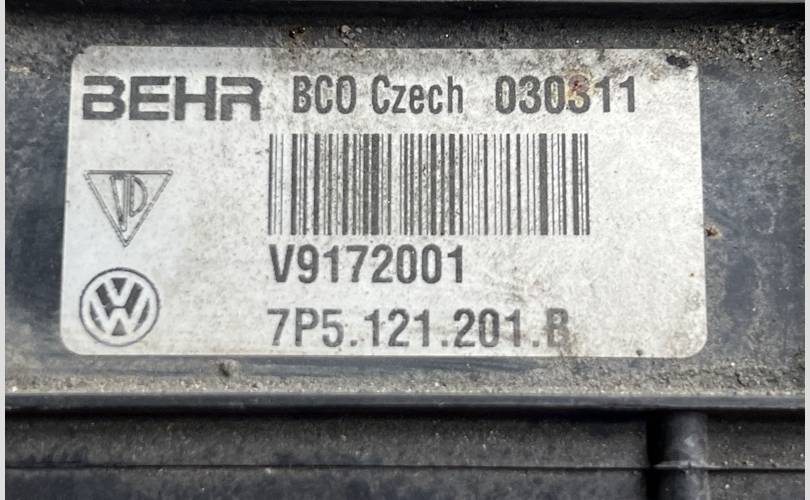 BEHR BCO Czech 030311
V9172001
7P5.121.201.B